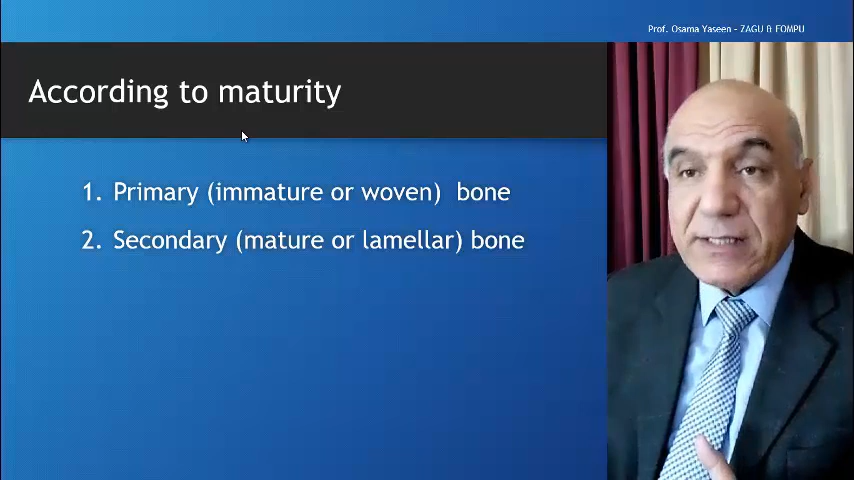 Prof. Osama Yaseen - ZAGU & FOMPU
According to maturity
1. Primary (immature or woven) bone
2. Secondary (mature or lamellar) bone